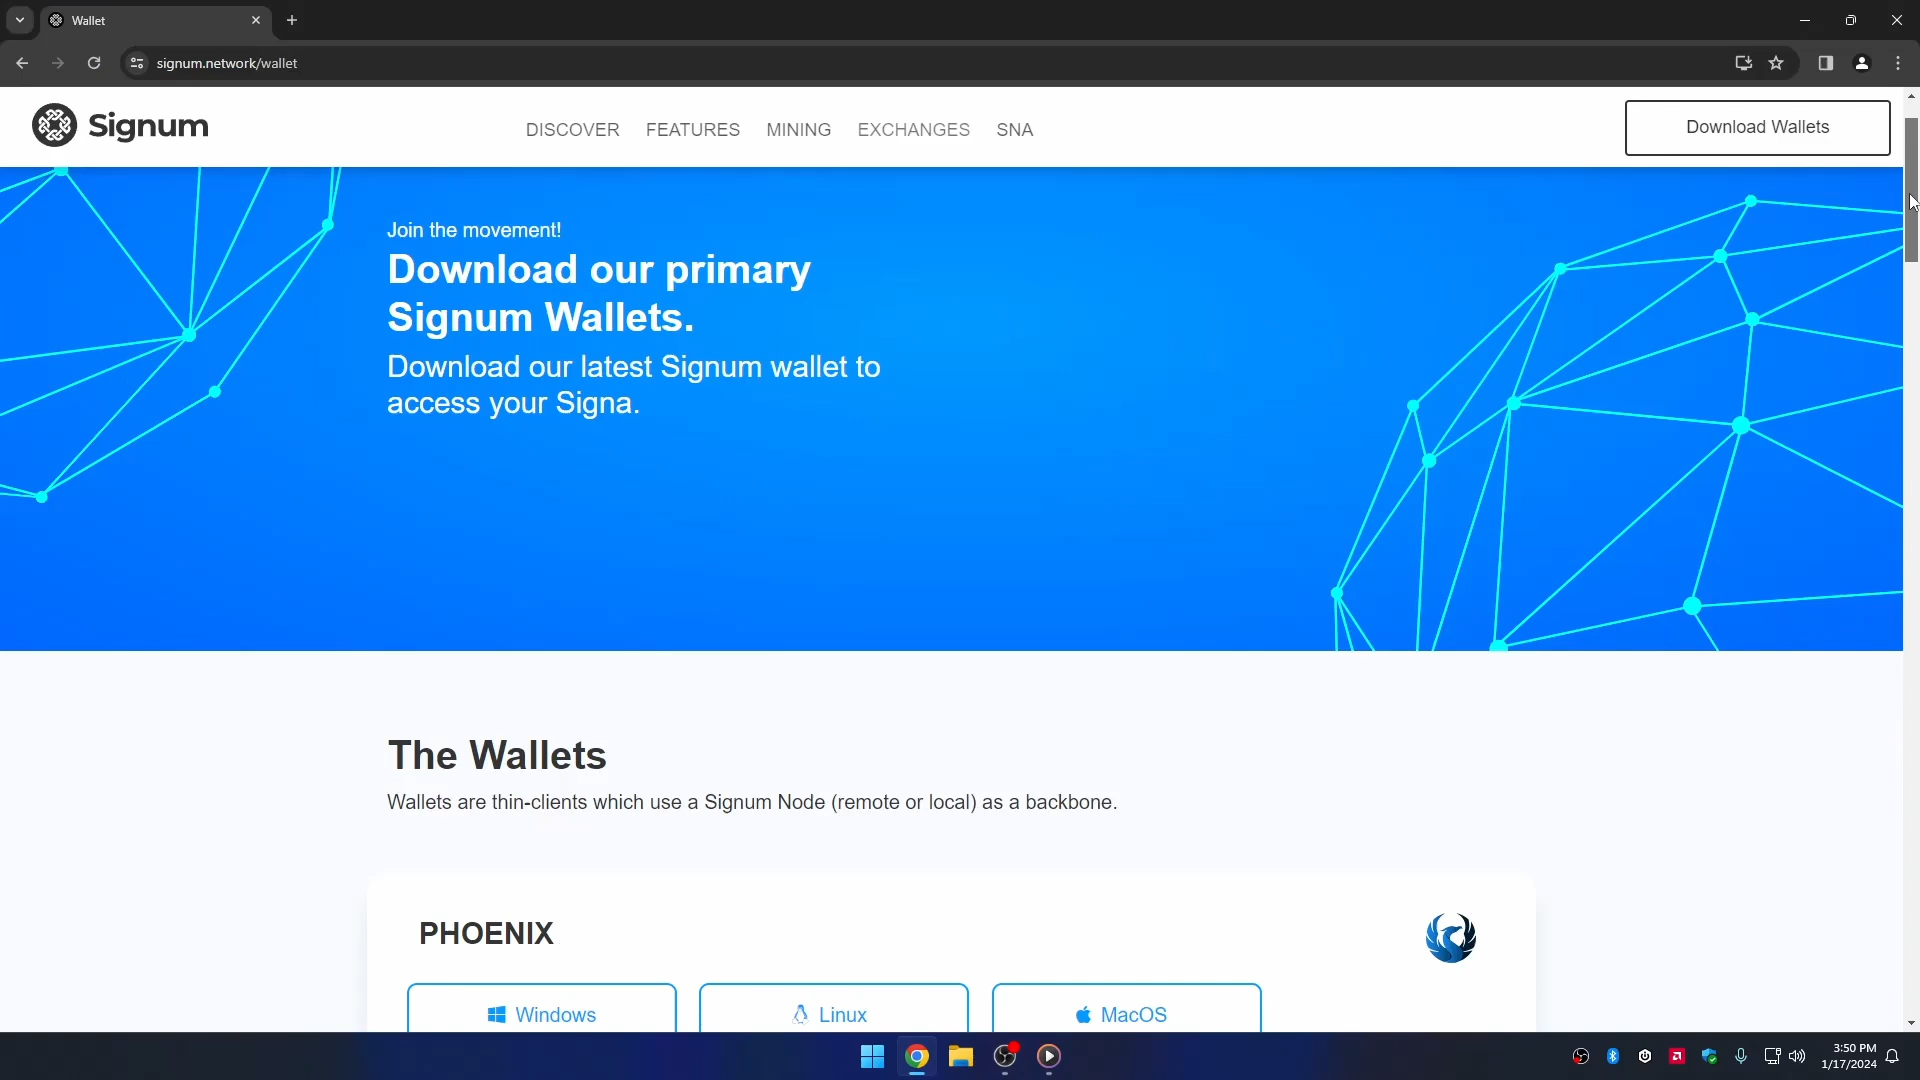 Wallet
signum.network/wallet
Signum
DISCOVER
FEATURES
MINING
EXCHANGES
SNA
Download Wallets
Join the movement!
Download our primary
Signum Wallets.
Download our latest Signum wallet to
access your Signa.
The Wallets
Wallets are thin-clients which use a Signum Node (remote or local) as a backbone.
PHOENIX
Windows
Linux
MacOS
3:50 PM
1/17/2024